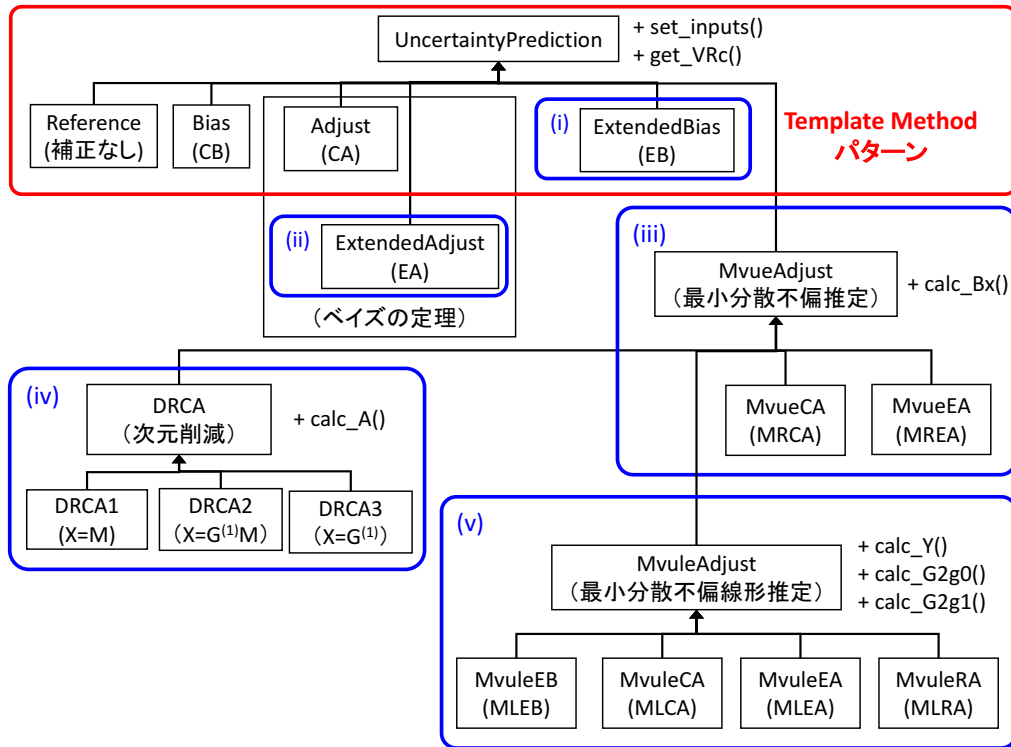 UncertaintyPrediction
+ set_inputs()
+ get_VRc()
Reference
(補正なし)
Bias
(CB)
Adjust
(CA)
(i)
ExtendedBias
(EB)
Template Method
パターン
(ii)
ExtendedAdjust
(EA)
(ベイズの定理)
(iii)
MvueAdjust
(最小分散不偏推定)
+ calc_Bx()
(iv)
DRCA
(次元削減)
+ calc_A()
MvueCA
(MRCA)
MvueEA
(MREA)
DRCA1
(X=M)
DRCA2
(X=G⁽¹⁾M)
DRCA3
(X=G⁽¹⁾)
(v)
MvuleAdjust
(最小分散不偏線形推定)
+ calc_Y()
+ calc_G2g0()
+ calc_G2g1()
MvuleEB
(MLEB)
MvuleCA
(MLCA)
MvuleEA
(MLEA)
MvuleRA
(MLRA)